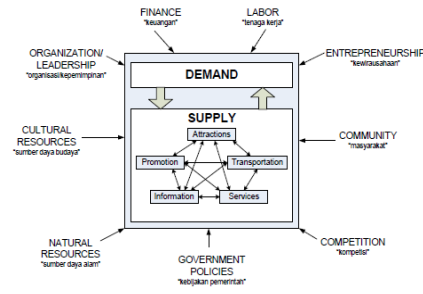 FINANCE
"keuangan"
LABOR
"tenaga kerja"
ORGANIZATION/
LEADERSHIP
"organisasi/kepemimpinan"
ENTREPRENEURSHIP
"kewirausahaan"
DEMAND
SUPPLY
Attractions
Promotion
Transportation
Information
Services
CULTURAL
RESOURCES
"sumber daya budaya"
COMMUNITY
"masyarakat"
NATURAL
RESOURCES
"sumber daya alam"
GOVERNMENT
POLICIES
"kebijakan pemerintah"
COMPETITION
"kompetisi"